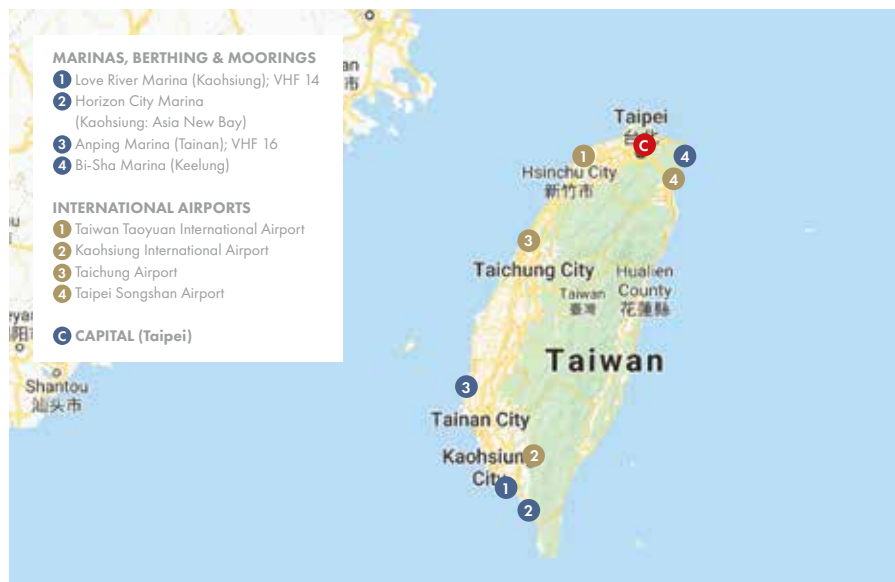 MARINAS, BERTHING & MOORINGS
1 Love River Marina (Kaohsiung); VHF 14
2 Horizon City Marina
(Kaohsiung: Asia New Bay)
3 Anping Marina (Tainan); VHF 16
4 Bi-Sha Marina (Keelung)
INTERNATIONAL AIRPORTS
1 Taiwan Taoyuan International Airport
2 Kaohsiung International Airport
3 Taichung Airport
4 Taipei Songshan Airport
C CAPITAL (Taipei)
an
市
Taipei
台北
C
1
4
4
Hsinchu City
新竹市
3
Taichung City
Hualien
County
花蓮縣
Taiwan
臺灣
Taiwan
Shantou
汕头市
3
Tainan City
Kaohsiung
City
2
1
2